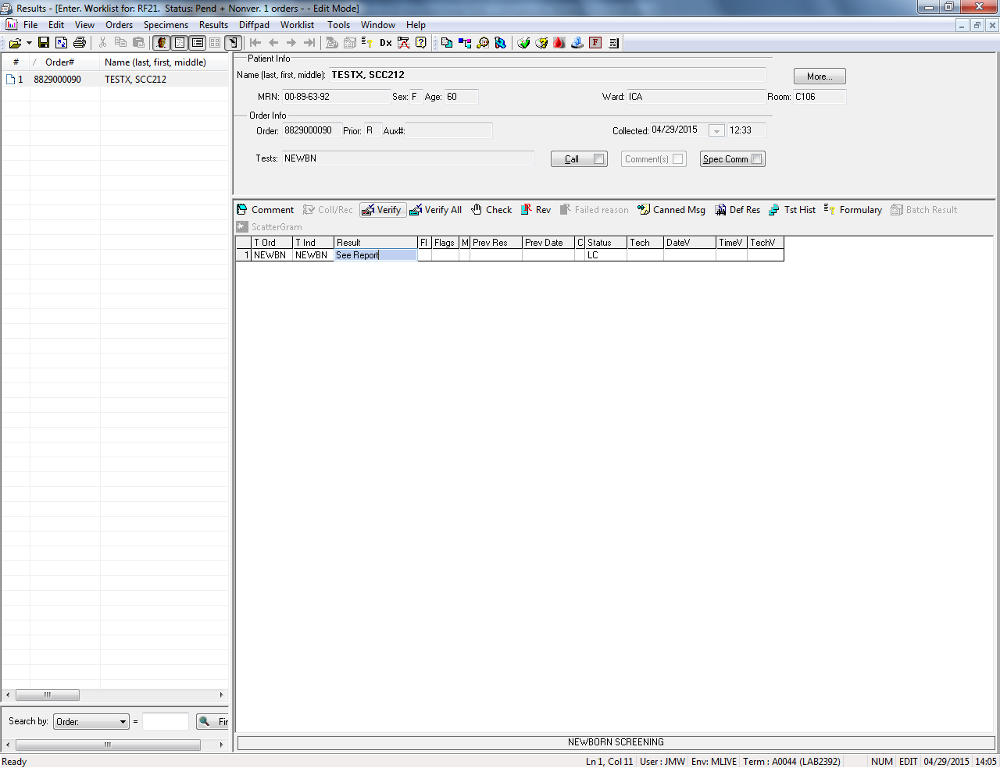 Results - [Enter. Worklist for: RF21.  Status: Pend + Nonver. 1 orders - - Edit Mode]
File Edit View Orders Specimens Results Diffpad Worklist Tools Window Help
Dx F
# / Order# Name (last, first, middle)
1 8829000090 TESTX, SCC212
Patient Info
Name (last, first, middle): TESTX, SCC212 More...
MRN: 00-89-63-92 Sex: F Age: 60 Ward: ICA Room: C106
Order Info
Order: 8829000090 Prior: R Aux#: Collected: 04/29/2015 12:33
Tests: NEWBN Call Comment(s) Spec Comm
Comment Coll/Rec Verify Verify All Check Rev Failed reason Canned Msg Def Res Tst Hist Formulary Batch Result
ScatterGram
T Ord T Ind Result Fl Flags M Prev Res Prev Date C Status Tech DateV TimeV TechV
1 NEWBN NEWBN See Report LC
Search by: Order: = Fir
NEWBORN SCREENING
Ready Ln 1, Col 11 User : JMW Env: MLIVE Term : A0044 (LAB2392) NUM EDIT 04/29/2015 14:05